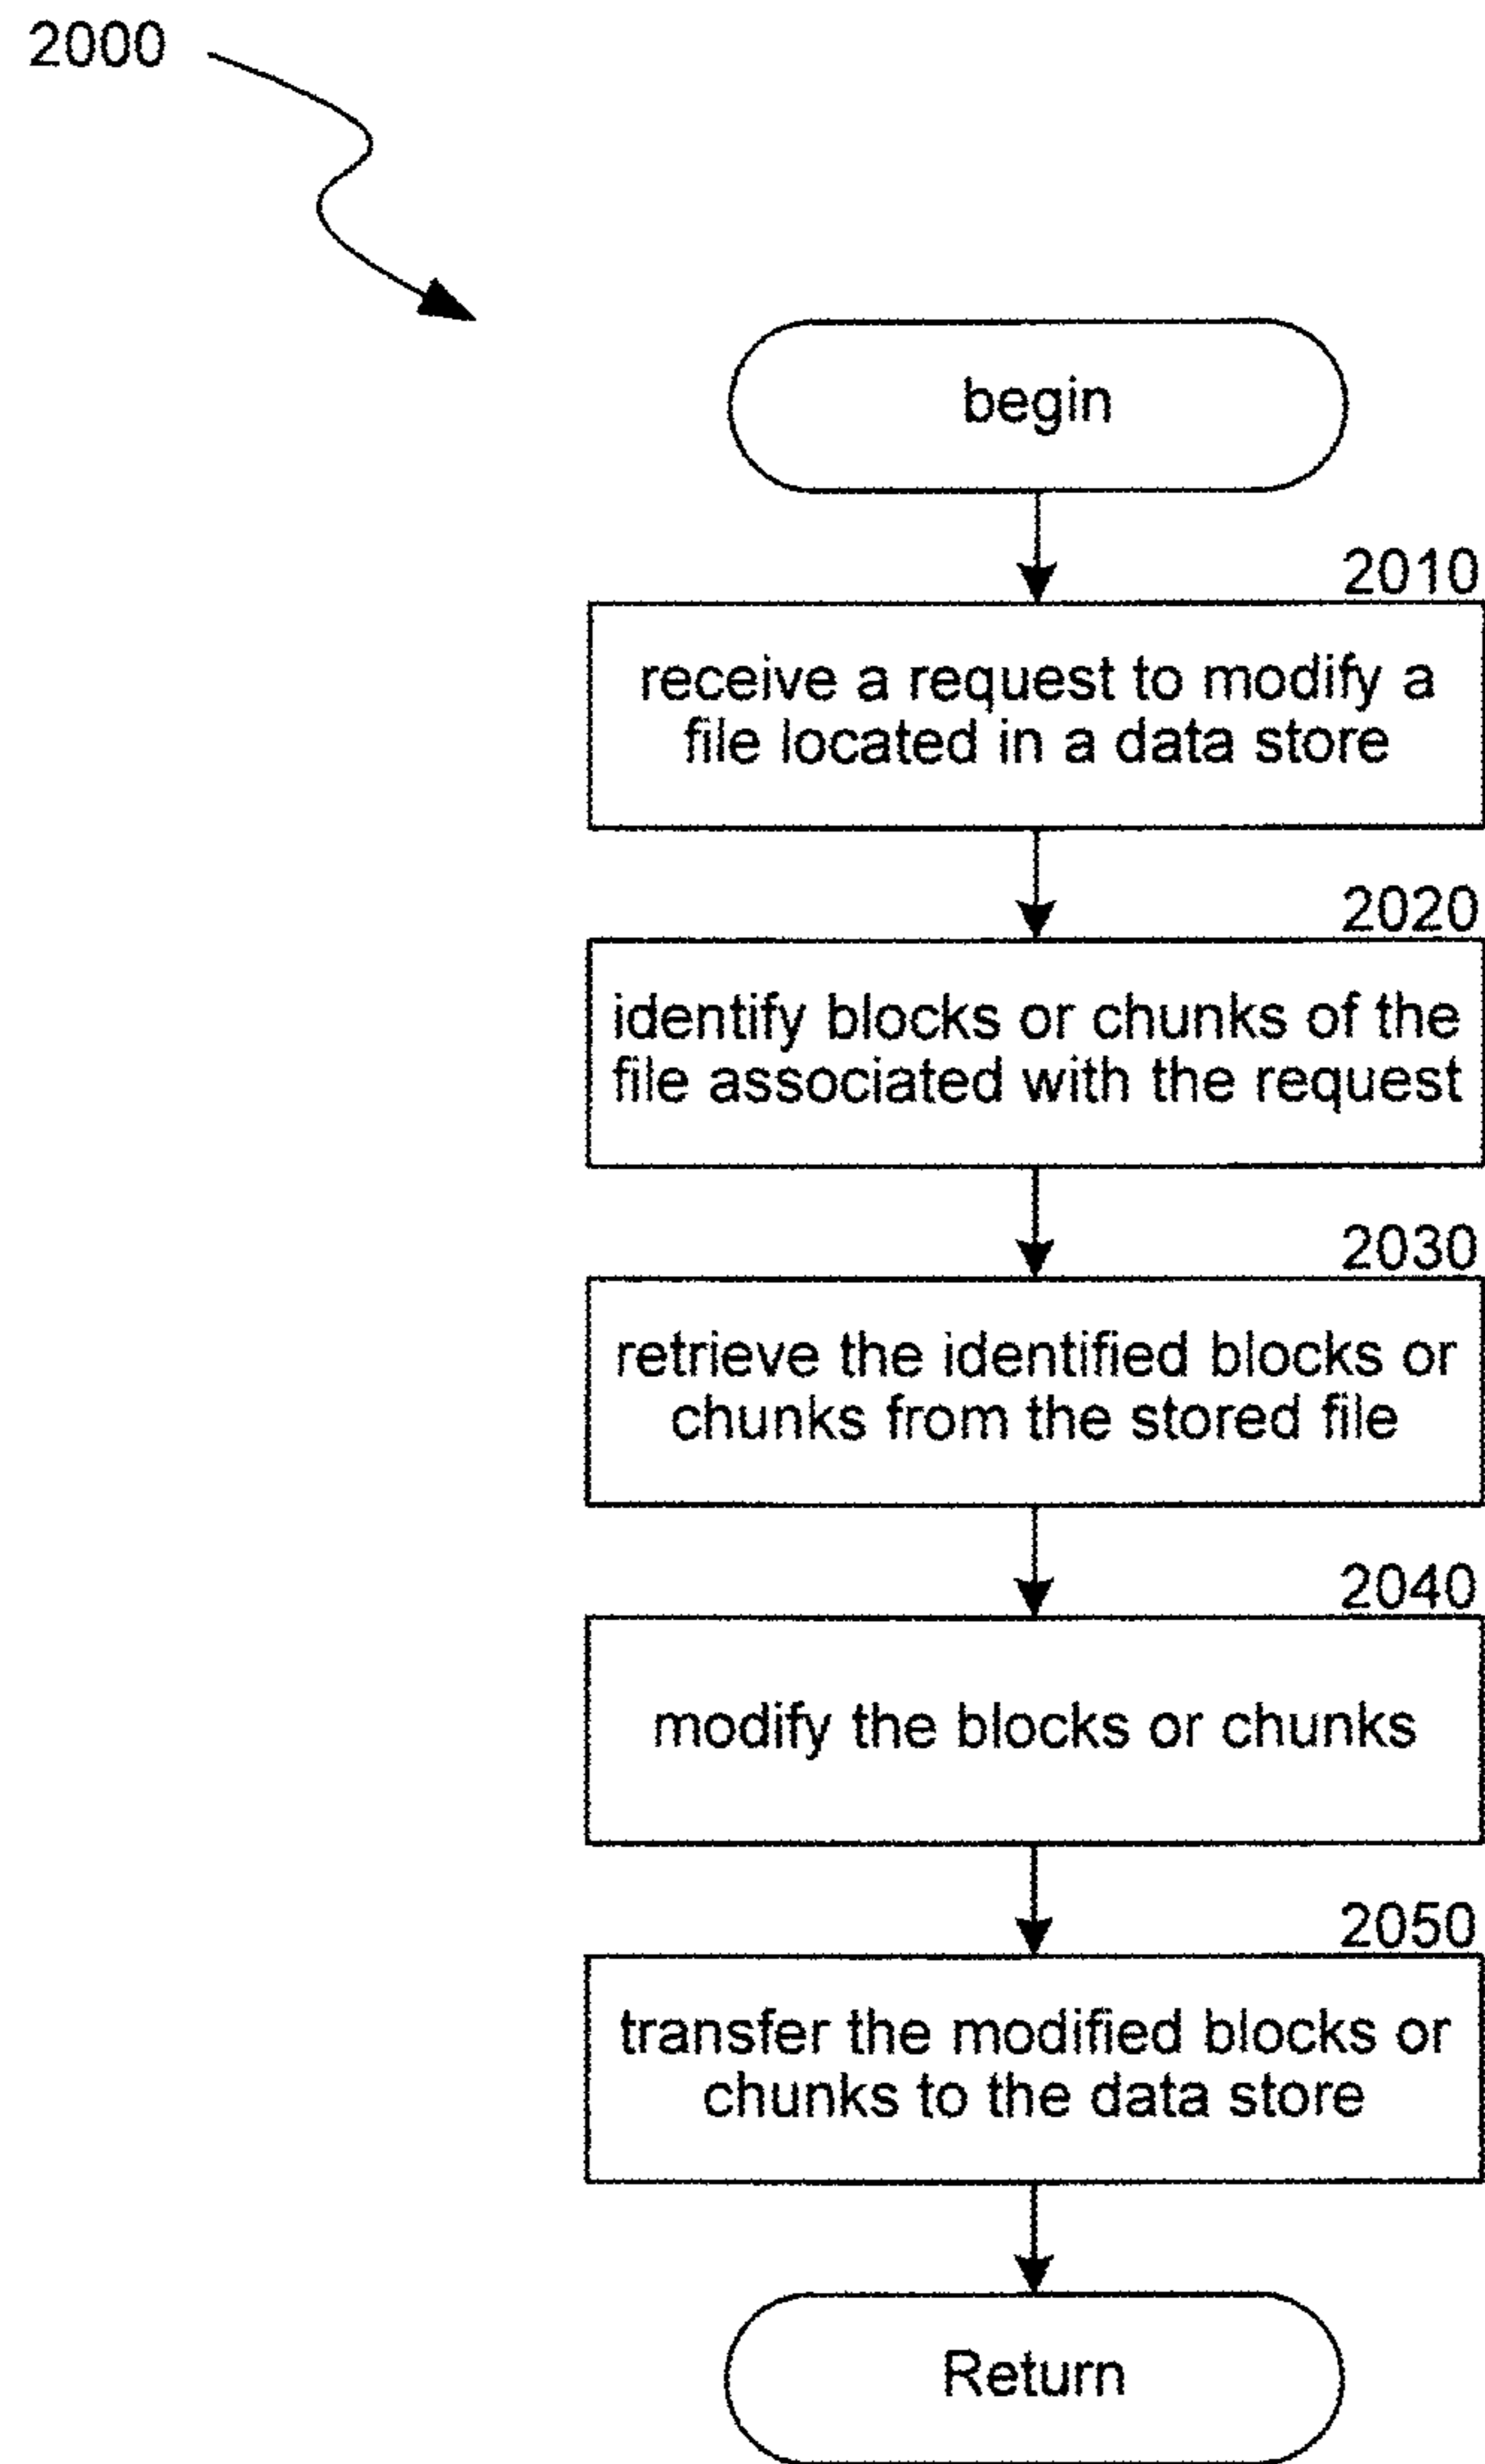 2000
begin
2010
receive a request to modify a
file located in a data store
2020
identify blocks or chunks of the
file associated with the request
2030
retrieve the identified blocks or
chunks from the stored file
2040
modify the blocks or chunks
2050
transfer the modified blocks or
chunks to the data store
Return